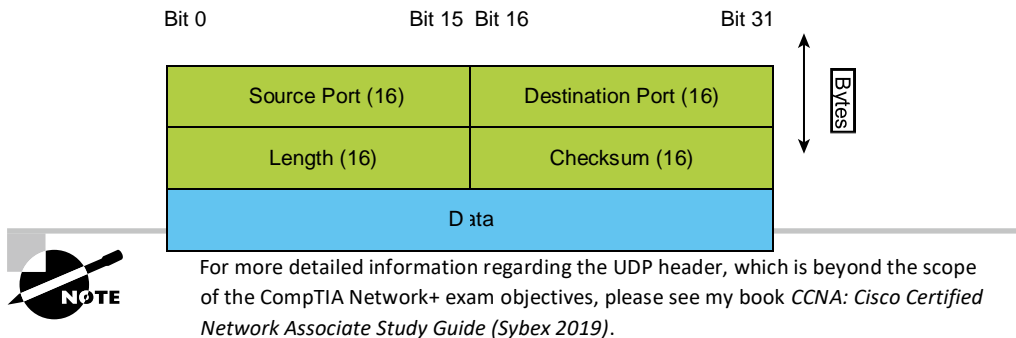 Bit 0 Bit 15 Bit 16 Bit 31
Source Port (16) Destination Port (16)
Bytes
Length (16) Checksum (16)
Data
NOTE
For more detailed information regarding the UDP header, which is beyond the scope
of the CompTIA Network+ exam objectives, please see my book CCNA: Cisco Certified
Network Associate Study Guide (Sybex 2019).